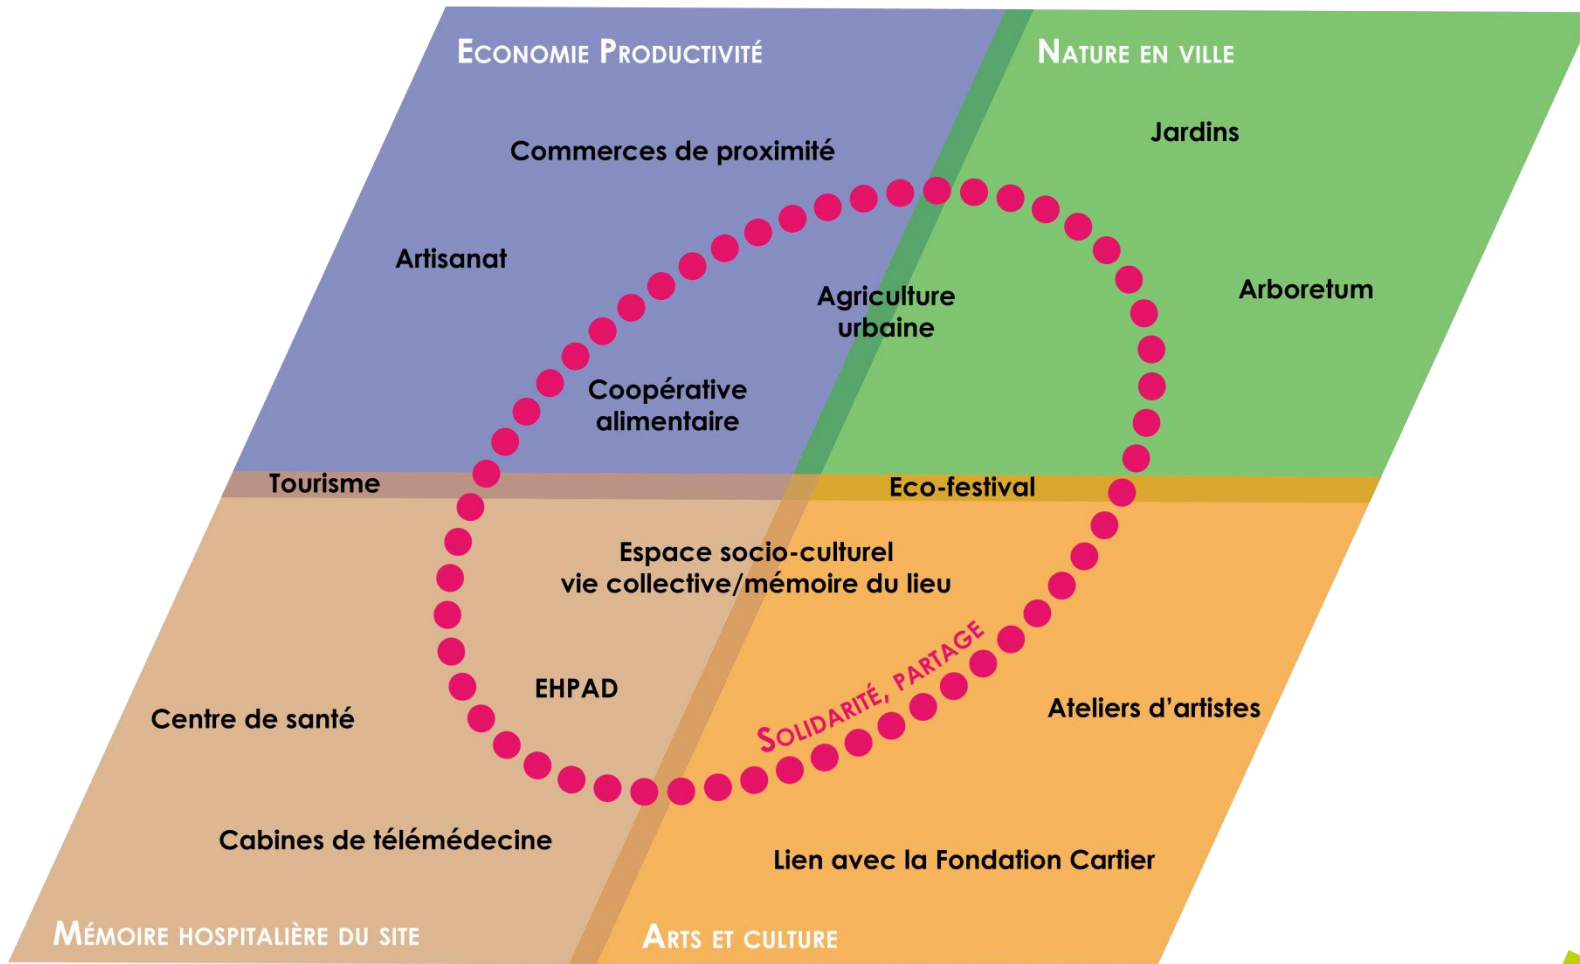 ECONOMIE PRODUCTIVITÉ
NATURE EN VILLE
Jardins
Commerces de proximité
Artisanat
Agriculture
urbaine
Arboretum
Coopérative
alimentaire
Tourisme
Eco-festival
Espace socio-culturel
vie collective/mémoire du lieu
SOLIDARITÉ, PARTAGE
EHPAD
Centre de santé
Ateliers d'artistes
Cabines de télémédecine
Lien avec la Fondation Cartier
MÉMOIRE HOSPITALIÈRE DU SITE
ARTS ET CULTURE